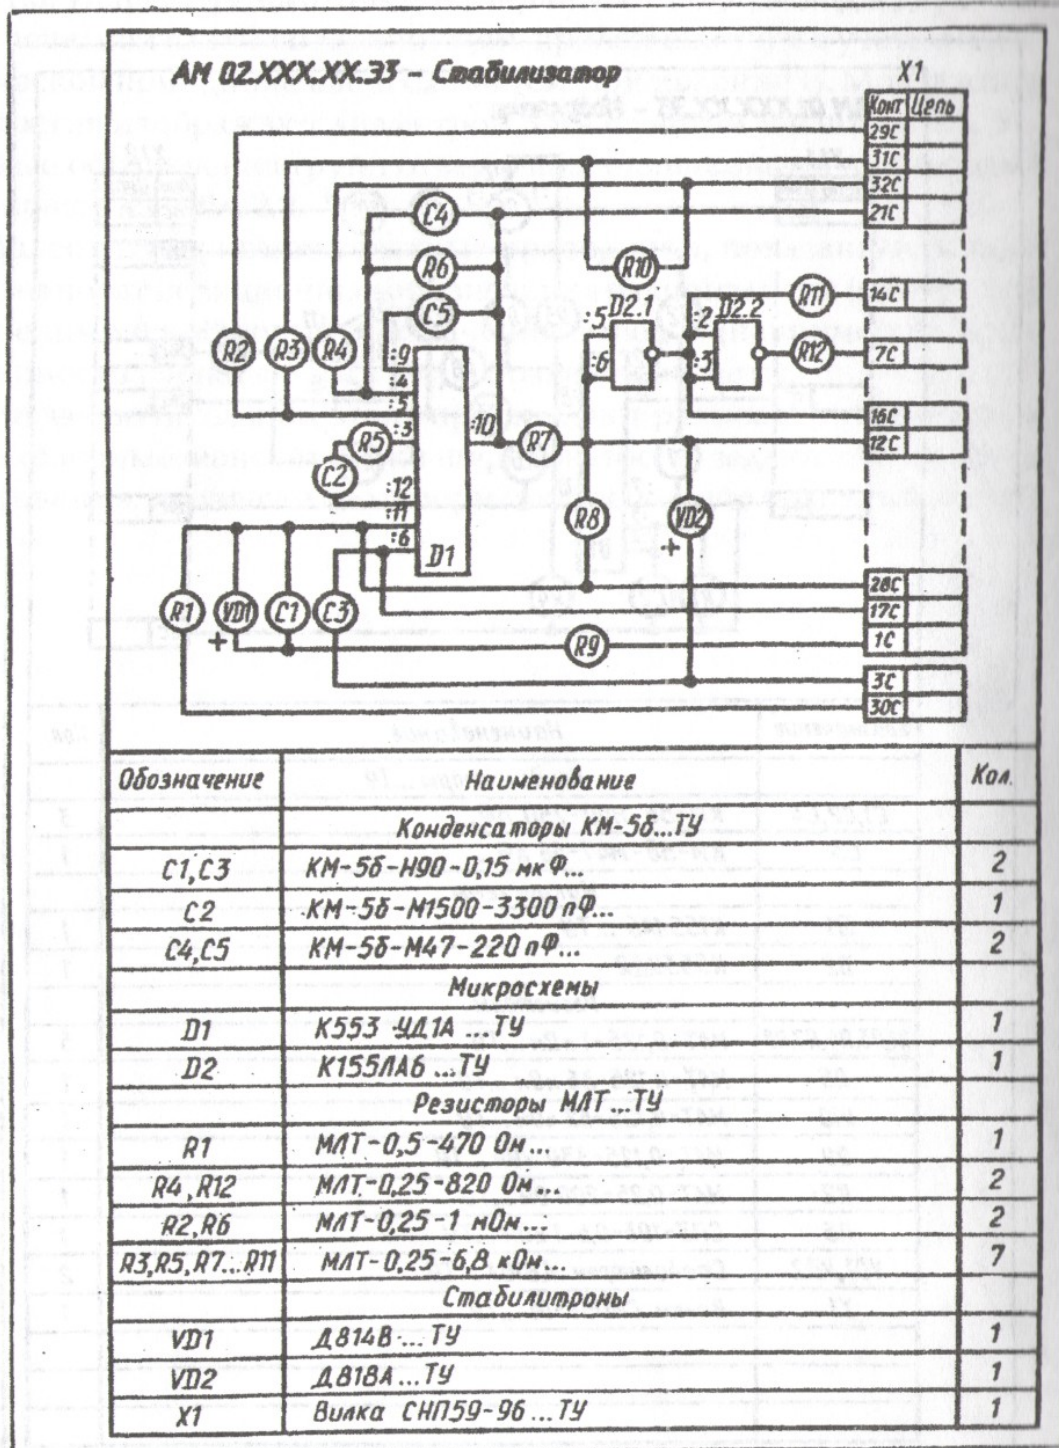 АМ 02.XXX.XX.ЭЗ – Стабилизатор
X1
Конт Цепь
29С
31С
32С
21С
C4
R6
R10
C5
:5 D2.1 :2 D2.2
R11 14С
R2 R3 R4
:9
:6 :3
R12 7С
:4
:5
:3
:10
16С
R5 R7 12С
C2
:12
:11
R8 VD2
+
:6
D1
28С
R1 VD1 C1 C3
17С
+
R9 1С
3С
30С
Обозначение Наименование Кол.
Конденсаторы КМ-5б...ТУ
C1,C3 КМ-5б-Н90-0,15 мкФ... 2
C2 КМ-5б-М1500-3300 пФ... 1
C4,C5 КМ-5б-М47-220 пФ... 2
Микросхемы
D1 К553 УД1А ...ТУ 1
D2 К155ЛА6 ...ТУ 1
Резисторы МЛТ...ТУ
R1 МЛТ-0,5-470 Ом... 1
R4,R12 МЛТ-0,25-820 Ом... 2
R2,R6 МЛТ-0,25-1 мОм... 2
R3,R5,R7...R11 МЛТ-0,25-6,8 кОм... 7
Стабилитроны
VD1 Д814В...ТУ 1
VD2 Д818А...ТУ 1
X1 Вилка СНП59-96...ТУ 1